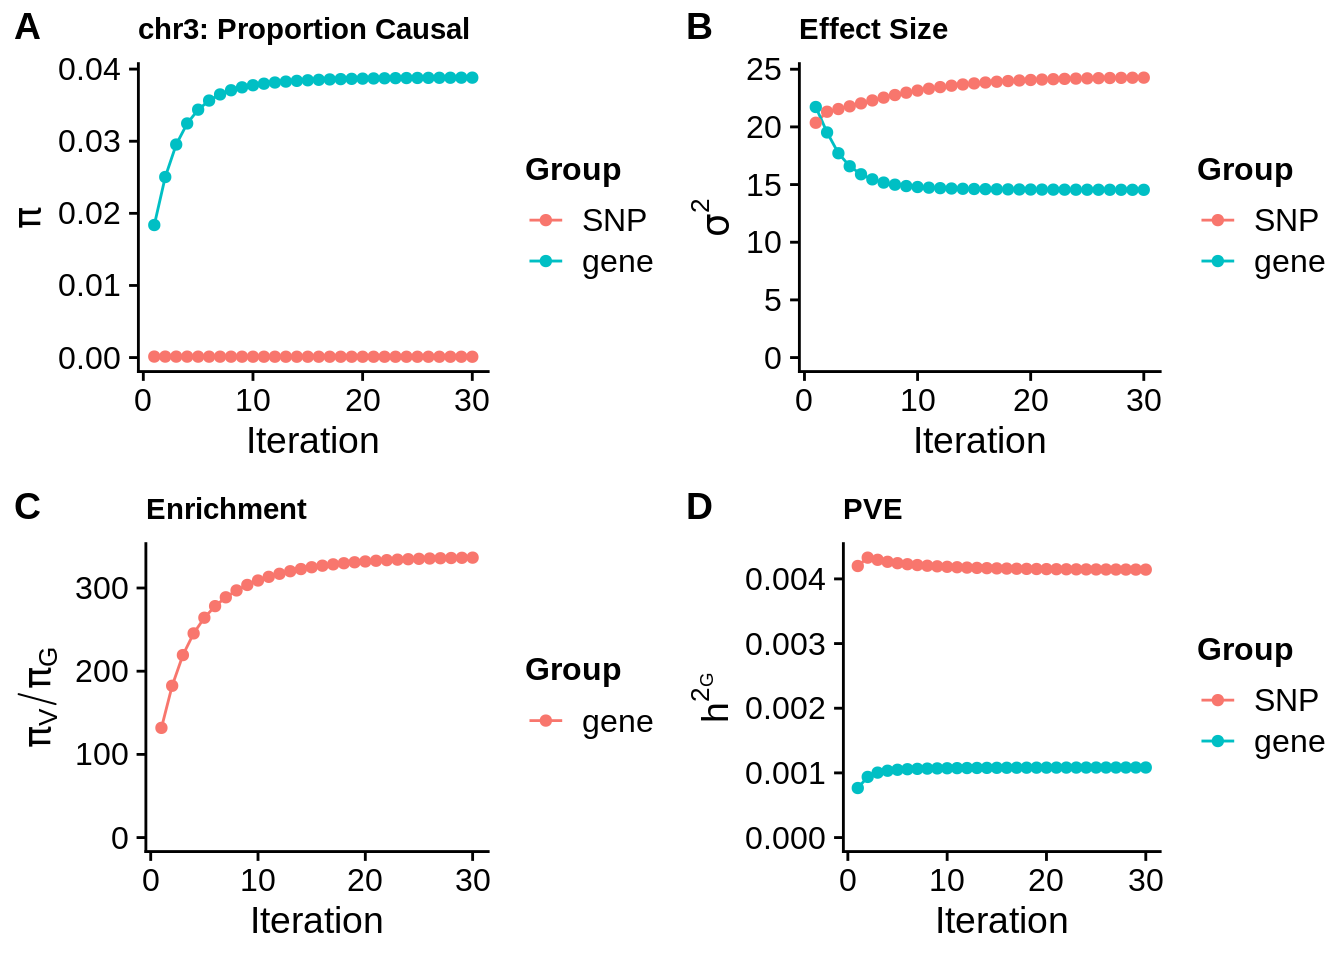 A
chr3: Proportion Causal
0.04
0.03
0.02
0.01
0.00
π
0
10
20
30
Iteration
Group
SNP
gene
B
Effect Size
25
20
15
10
5
0
σ²
0
10
20
30
Iteration
Group
SNP
gene
C
Enrichment
300
200
100
0
πV/πG
0
10
20
30
Iteration
Group
gene
D
PVE
0.004
0.003
0.002
0.001
0.000
h²G
0
10
20
30
Iteration
Group
SNP
gene